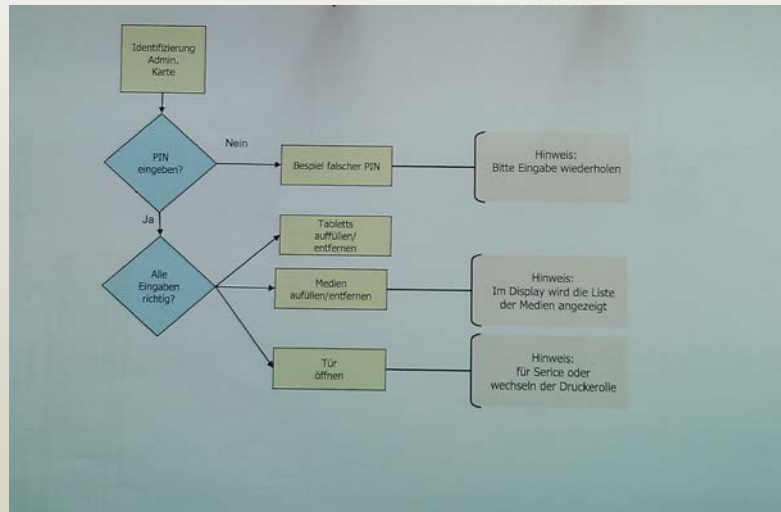 Identifizierung
Admin.
Karte
PIN
eingeben?
Nein
Bespiel falscher PIN
Hinweis:
Bitte Eingabe wiederholen
Ja
Alle
Eingaben
richtig?
Tabletts
auffüllen/
entfernen
Medien
aufüllen/entfernen
Hinweis:
Im Display wird die Liste
der Medien angezeigt
Tür
öffnen
Hinweis:
für Serice oder
wechseln der Druckerolle